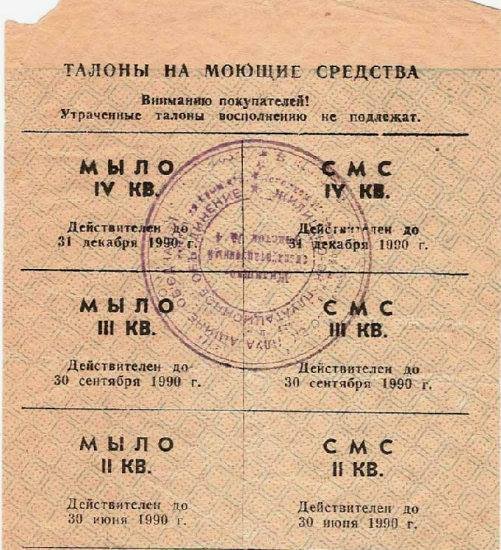 ТАЛОНЫ НА МОЮЩИЕ СРЕДСТВА
Вниманию покупателей!
Утраченные талоны восполнению не подлежат.
МЫЛО
IV КВ.
Действителен до
31 декабря 1990 г.
СМС
IV КВ.
Действителен до
31 декабря 1990 г.
МЫЛО
III КВ.
Действителен до
30 сентября 1990 г.
СМС
III КВ.
Действителен до
30 сентября 1990 г.
МЫЛО
II КВ.
Действителен до
30 июня 1990 г.
СМС
II КВ.
Действителен до
30 июня 1990 г.